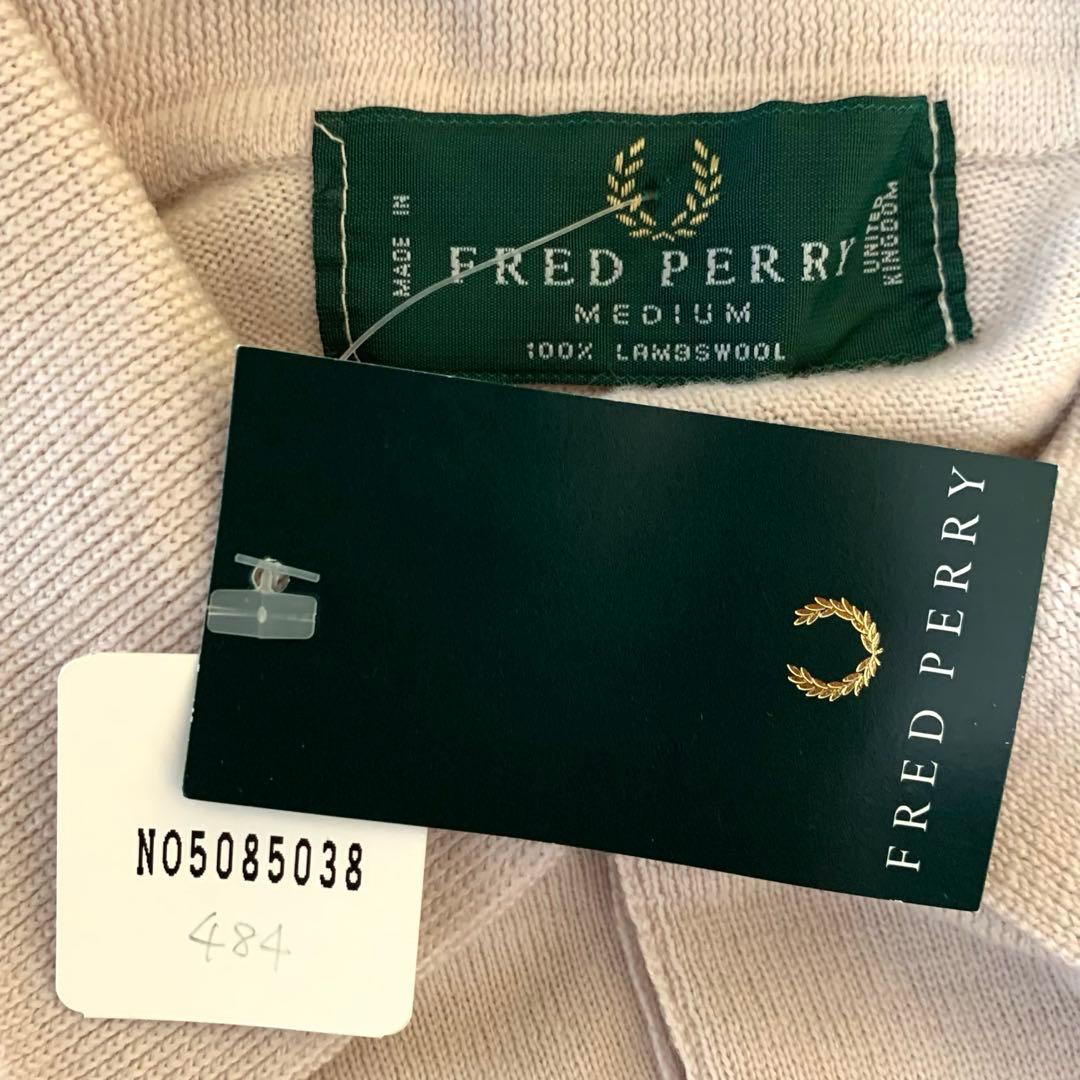 MADE IN
FRED PERRY
UNITED
KINGDOM
MEDIUM
100% LAMBSWOOL
FRED PERRY
NO5085038
484